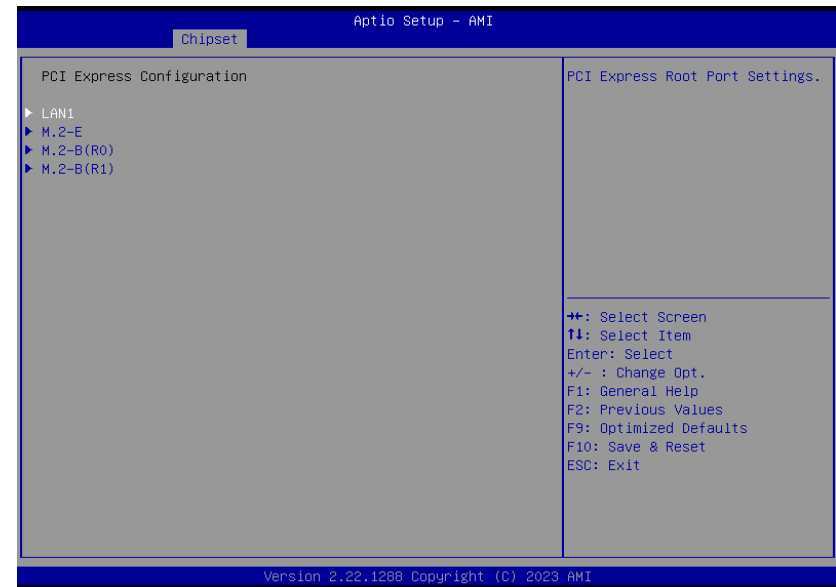 Aptio Setup – AMI
Chipset
PCI Express Configuration
▶ LAN1
▶ M.2-E
▶ M.2-B(R0)
▶ M.2-B(R1)
PCI Express Root Port Settings.
→←: Select Screen
↑↓: Select Item
Enter: Select
+/- : Change Opt.
F1: General Help
F2: Previous Values
F9: Optimized Defaults
F10: Save & Reset
ESC: Exit
Version 2.22.1288 Copyright (C) 2023 AMI